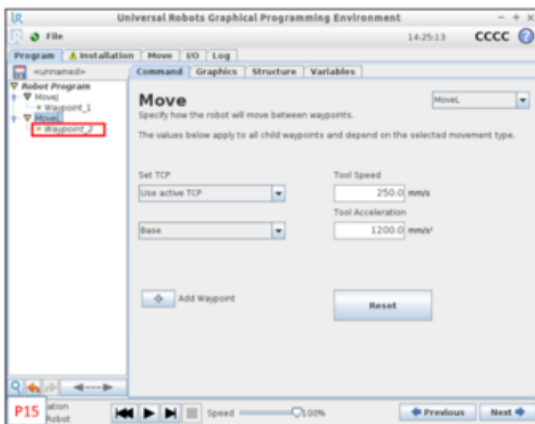 Universal Robots Graphical Programming Environment
File 14:25:13 CCCC ?
Program Installation Move I/O Log
<unnamed> Command Graphics Structure Variables
Robot Program
MoveJ
Waypoint_1
MoveL
Waypoint_2
Move MoveL
Specify how the robot will move between waypoints.
The values below apply to all child waypoints and depend on the selected movement type.
Set TCP Tool Speed
Use active TCP 250.0 mm/s
Tool Acceleration
Base 1200.0 mm/s²
Add Waypoint Reset
P15 ation
Robot Speed 100% Previous Next